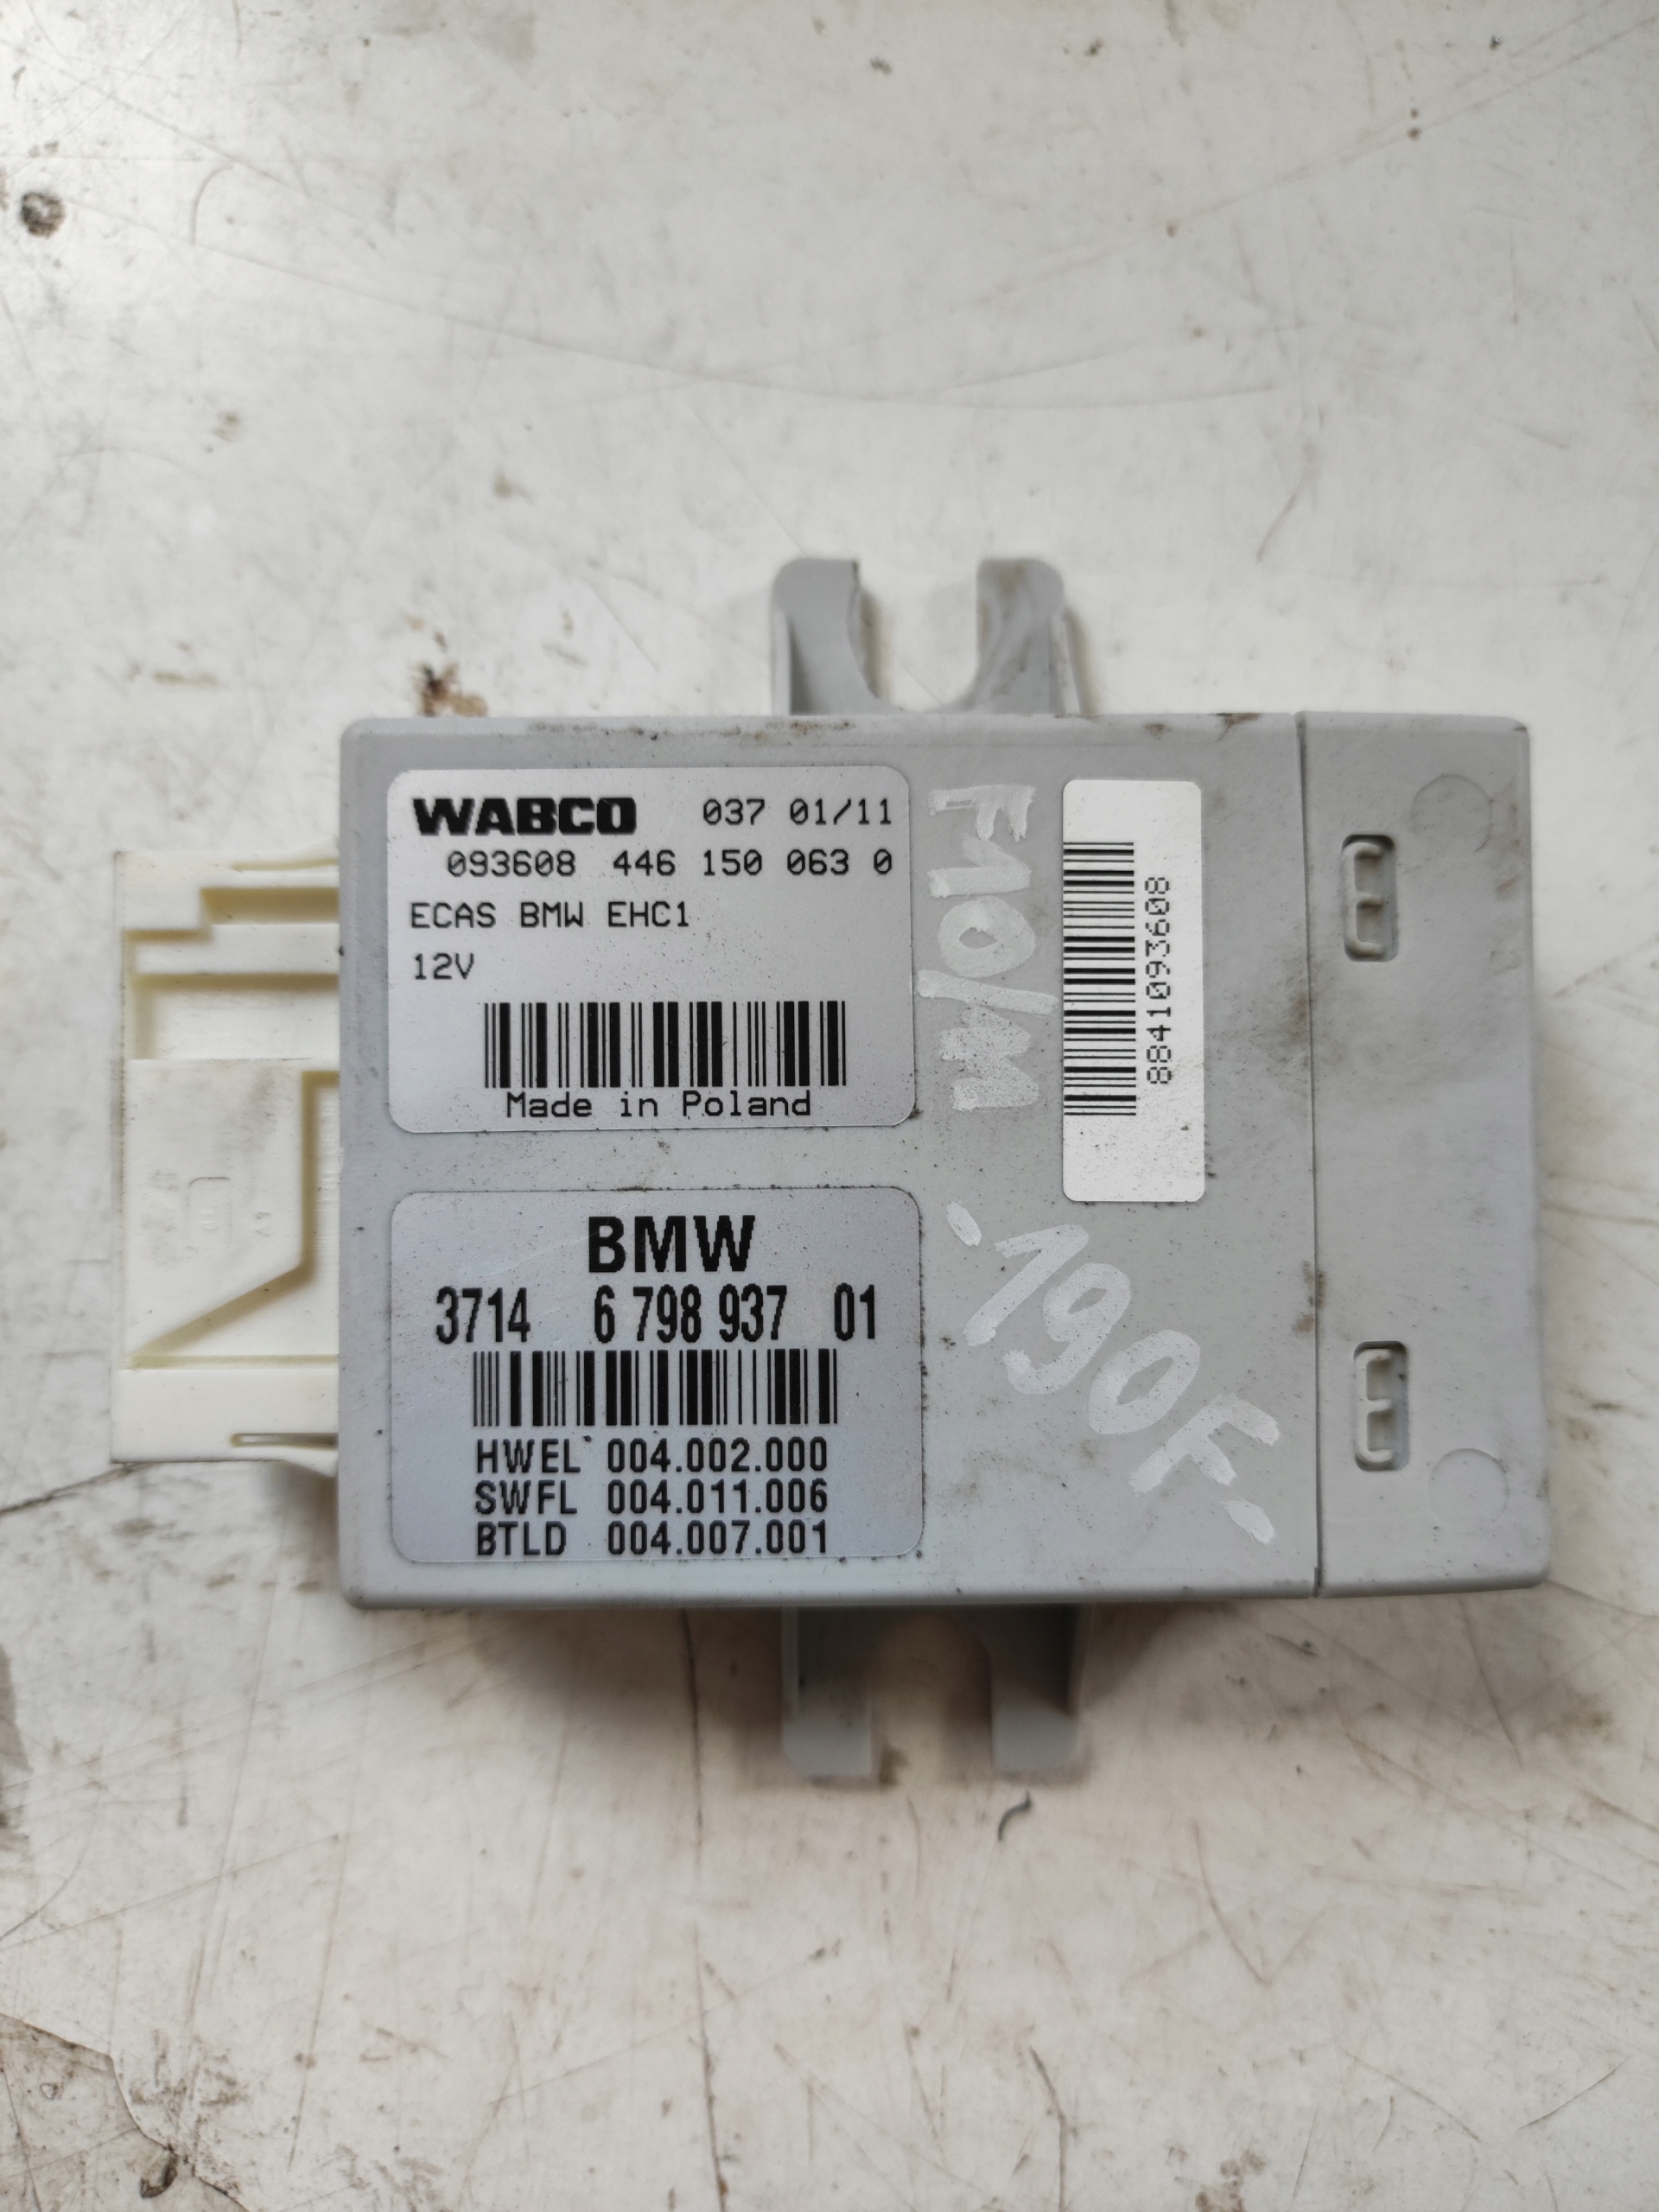 WABCO 037 01/11
093608 446 150 063 0
ECAS BMW EHC1
12V
Made in Poland
BMW
3714 6 798 937 01
HWEL 004.002.000
SWFL 004.011.006
BTLD 004.007.001
F10/11
8841093608
-190F-